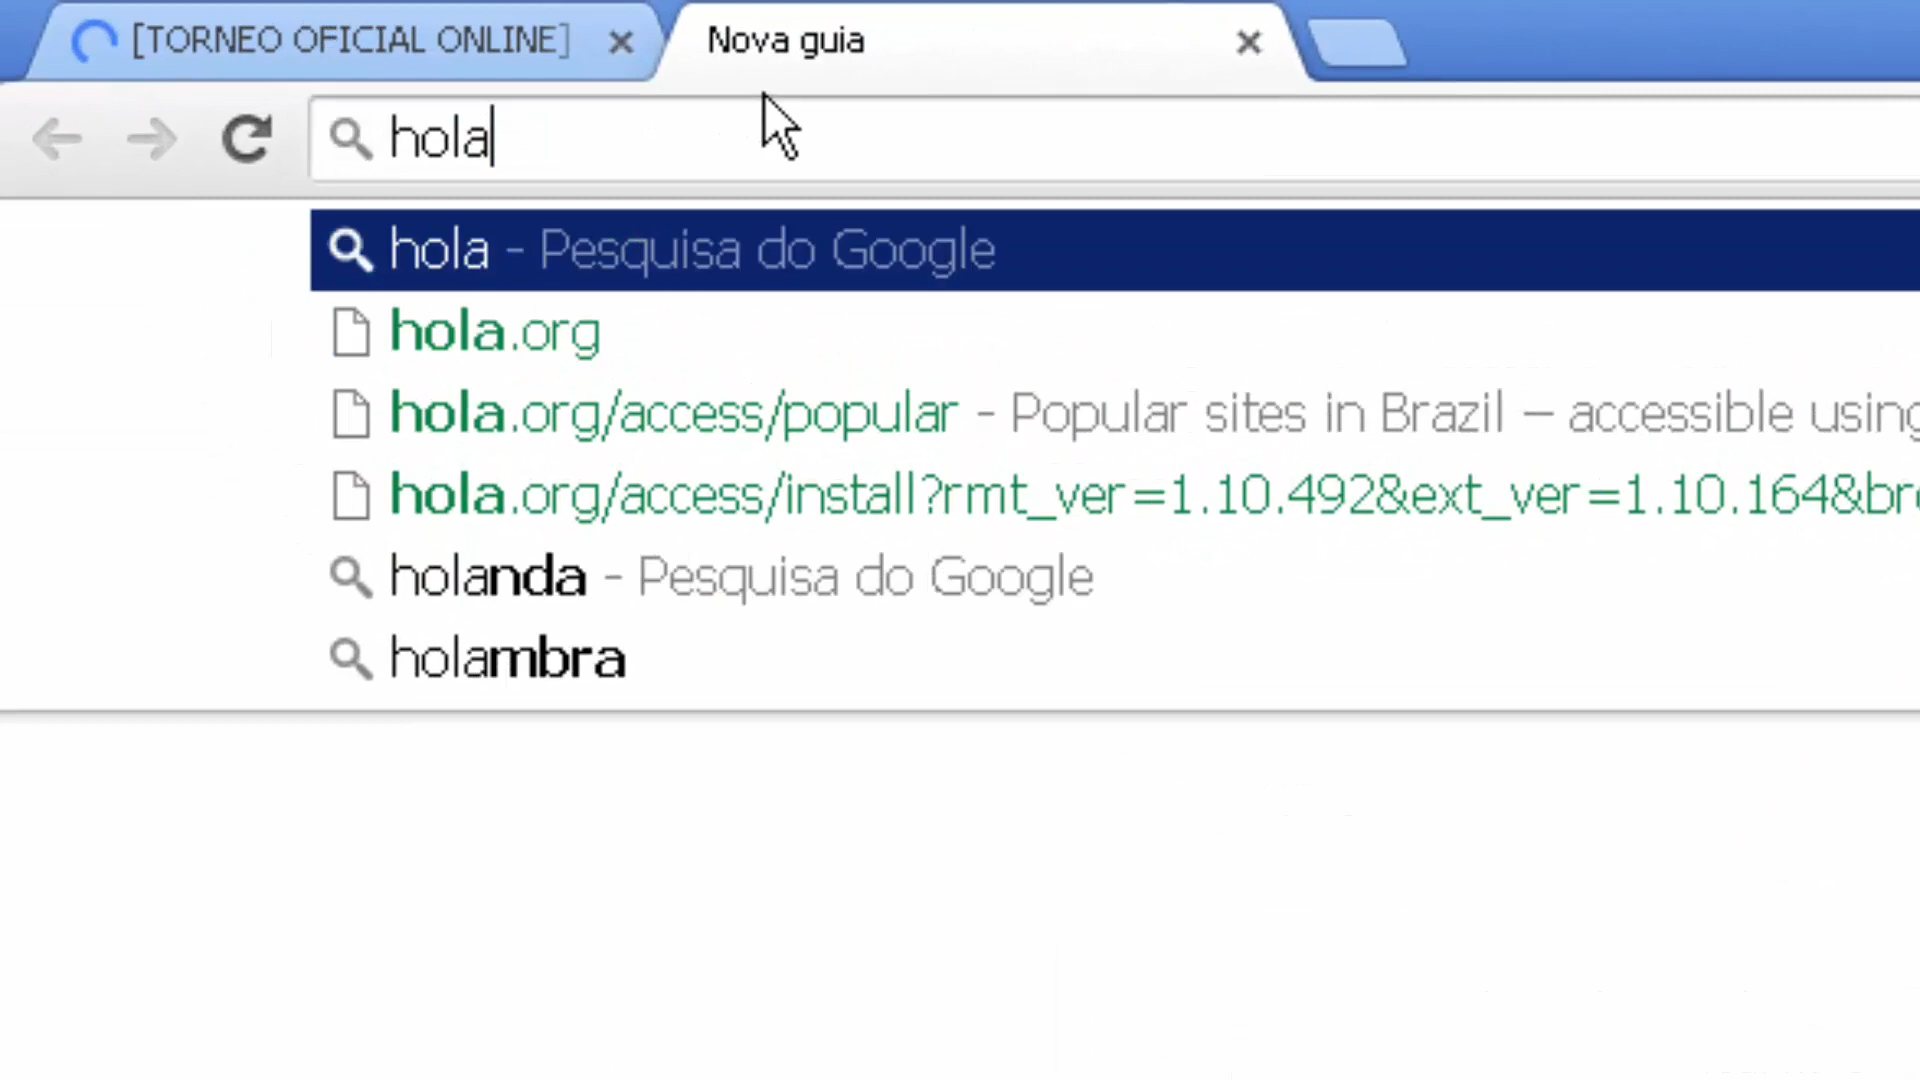 [TORNEO OFICIAL ONLINE]
Nova guia
hola
hola - Pesquisa do Google
hola.org
hola.org/access/popular - Popular sites in Brazil – accessible using
hola.org/access/install?rmt_ver=1.10.492&ext_ver=1.10.164&br
holanda - Pesquisa do Google
holambra